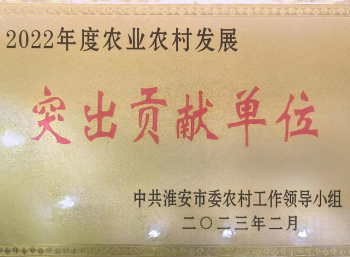 2022年度农业农村发展
突出贡献单位
中共淮安市委农村工作领导小组
二〇二三年二月